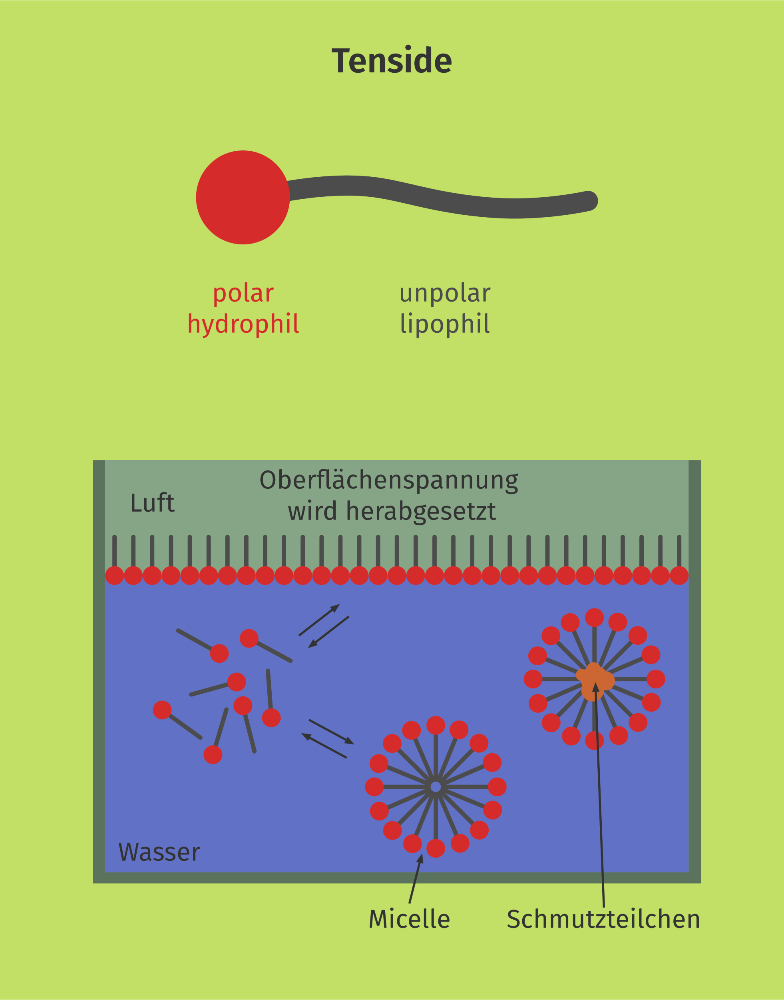 Tenside
polar
hydrophil
unpolar
lipophil
Oberflächenspannung
wird herabgesetzt
Luft
Wasser
Micelle
Schmutzteilchen